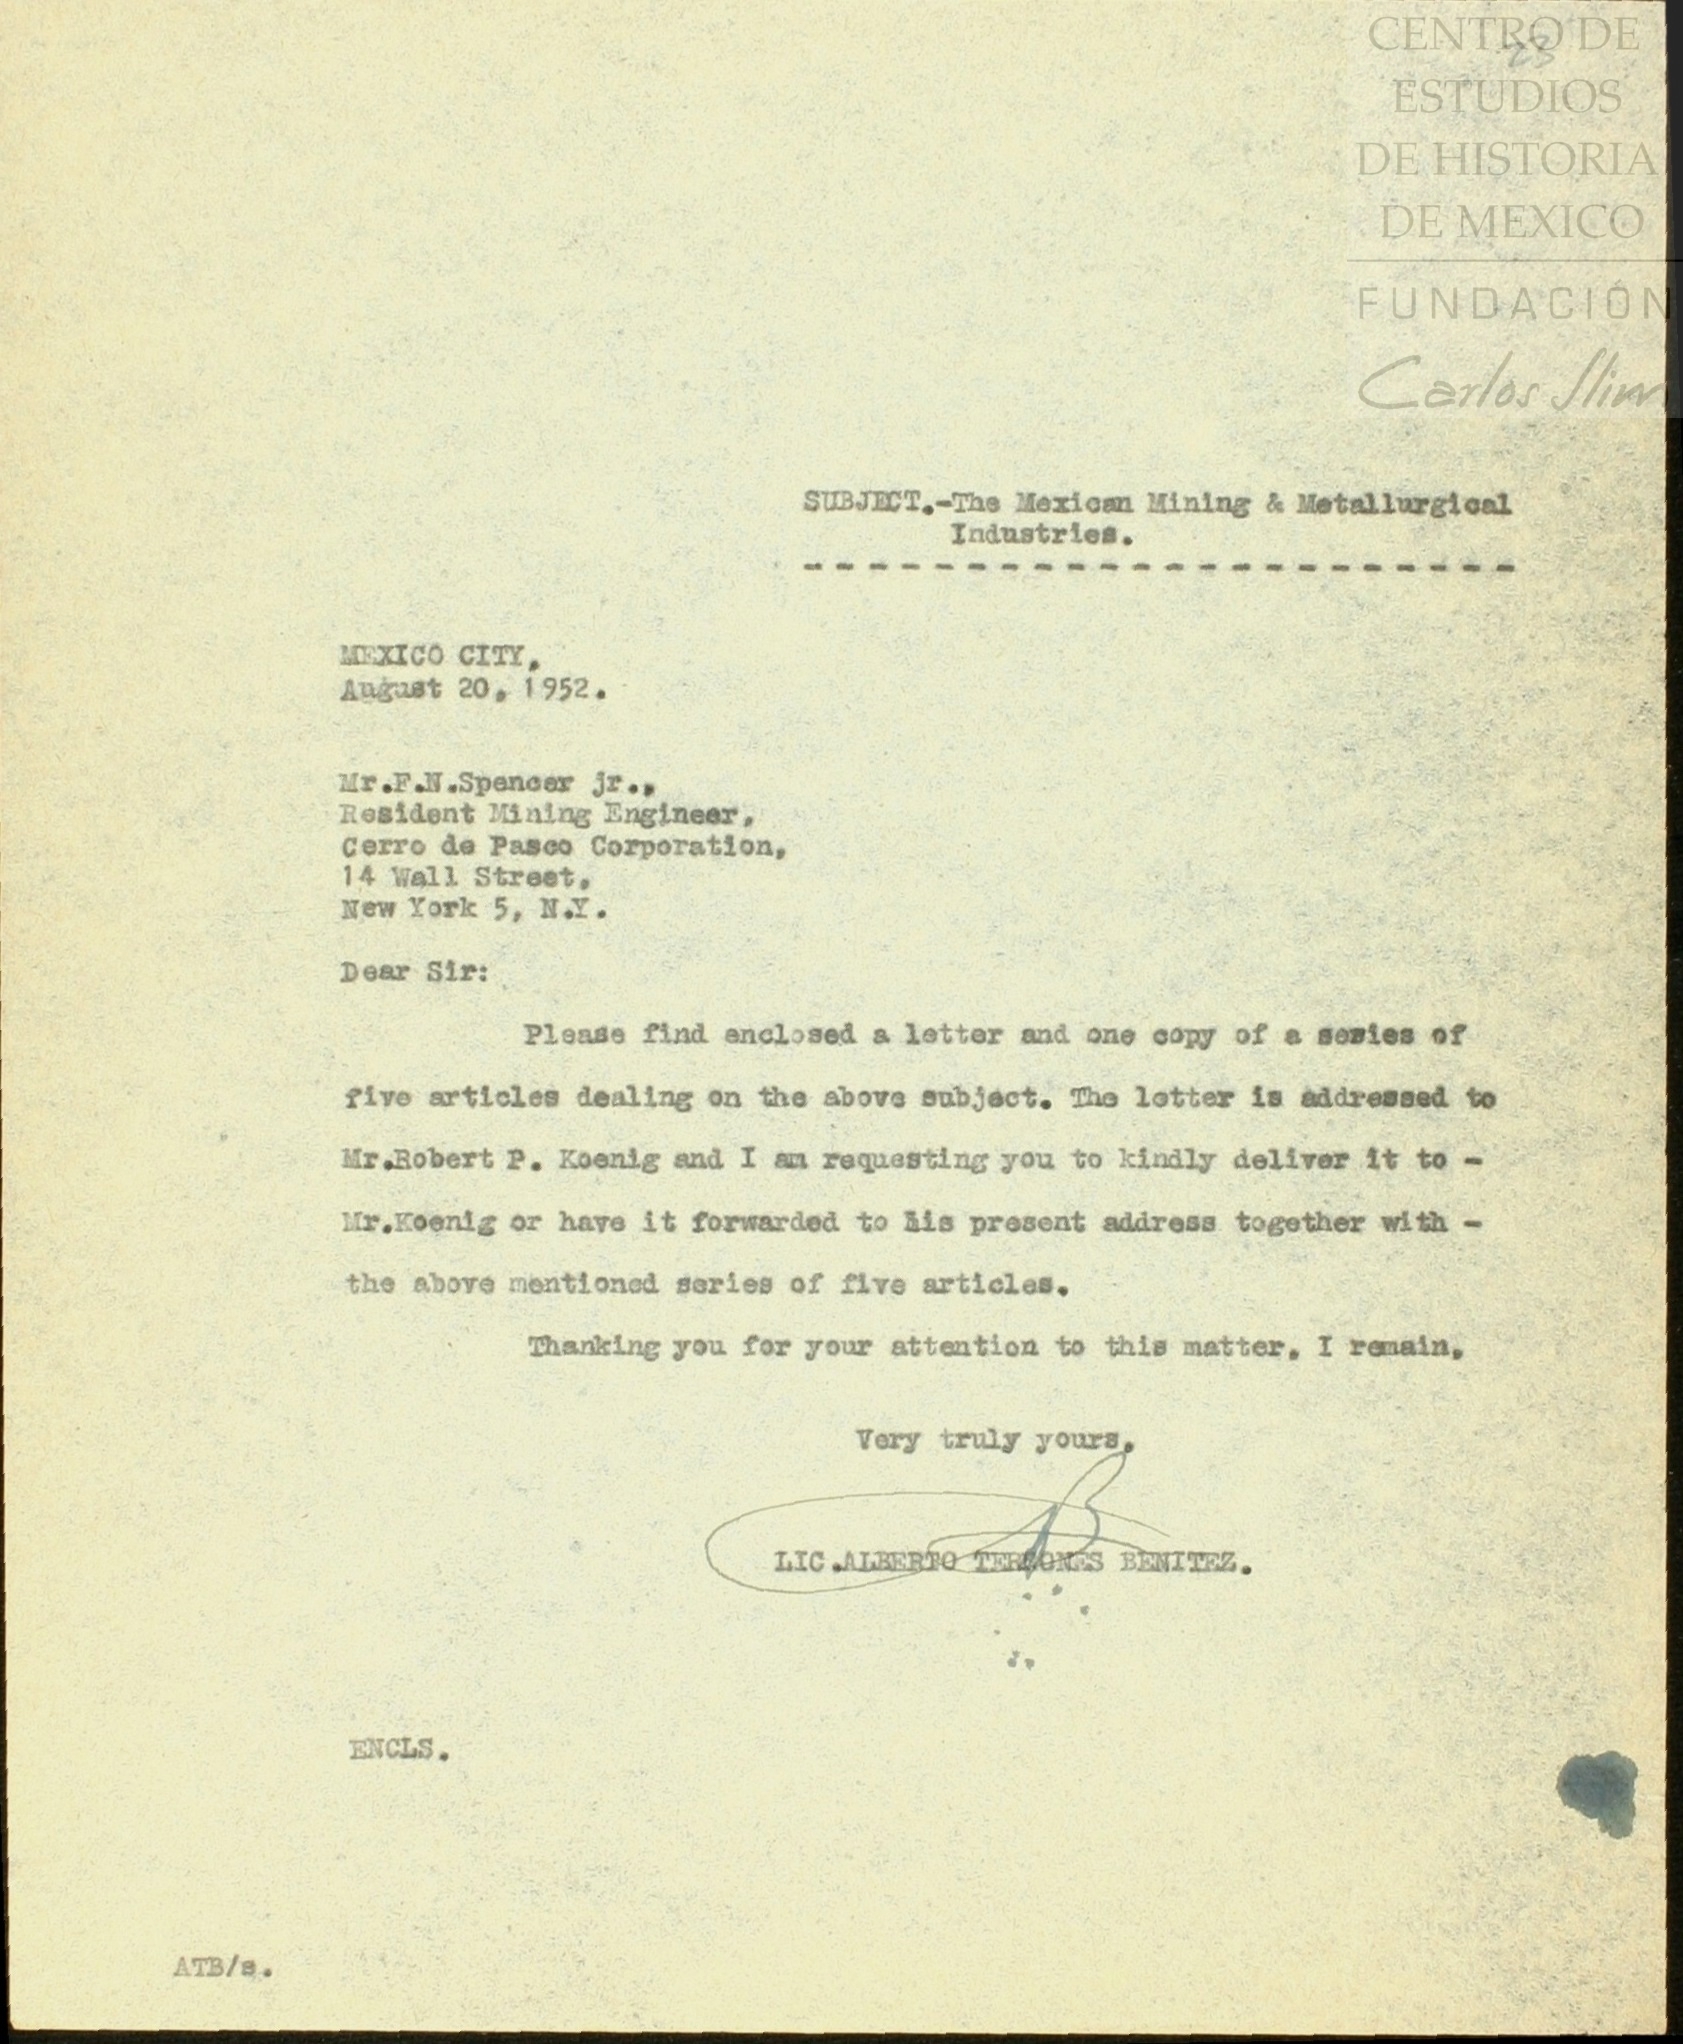 CENTRO DE
23
ESTUDIOS
DE HISTORIA
DE MEXICO
FUNDACIÓN
Carlos Slim
SUBJECT.-The Mexican Mining & Metallurgical
Industries.
- - - - - - - - - - - - - - - - - - - - - -
MEXICO CITY,
August 20, 1952.
Mr.F.N.Spencer jr.,
Resident Mining Engineer,
Cerro de Pasco Corporation,
14 Wall Street,
New York 5, N.Y.
Dear Sir:
Please find enclosed a letter and one copy of a series of
five articles dealing on the above subject. The letter is addressed to
Mr.Robert P. Koenig and I am requesting you to kindly deliver it to -
Mr.Koenig or have it forwarded to his present address together with -
the above mentioned series of five articles.
Thanking you for your attention to this matter, I remain,
Very truly yours,
LIC.ALBERTO TERRONES BENITEZ.
ENCLS.
ATB/s.